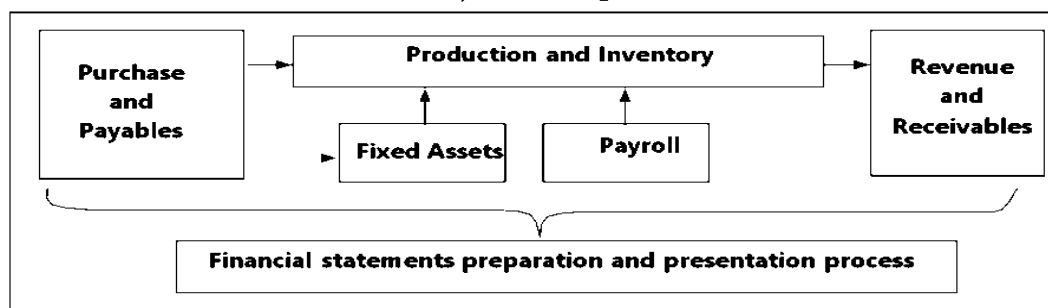 Purchase
and
Payables
Production and Inventory
Revenue
and
Receivables
Fixed Assets
Payroll
Financial statements preparation and presentation process